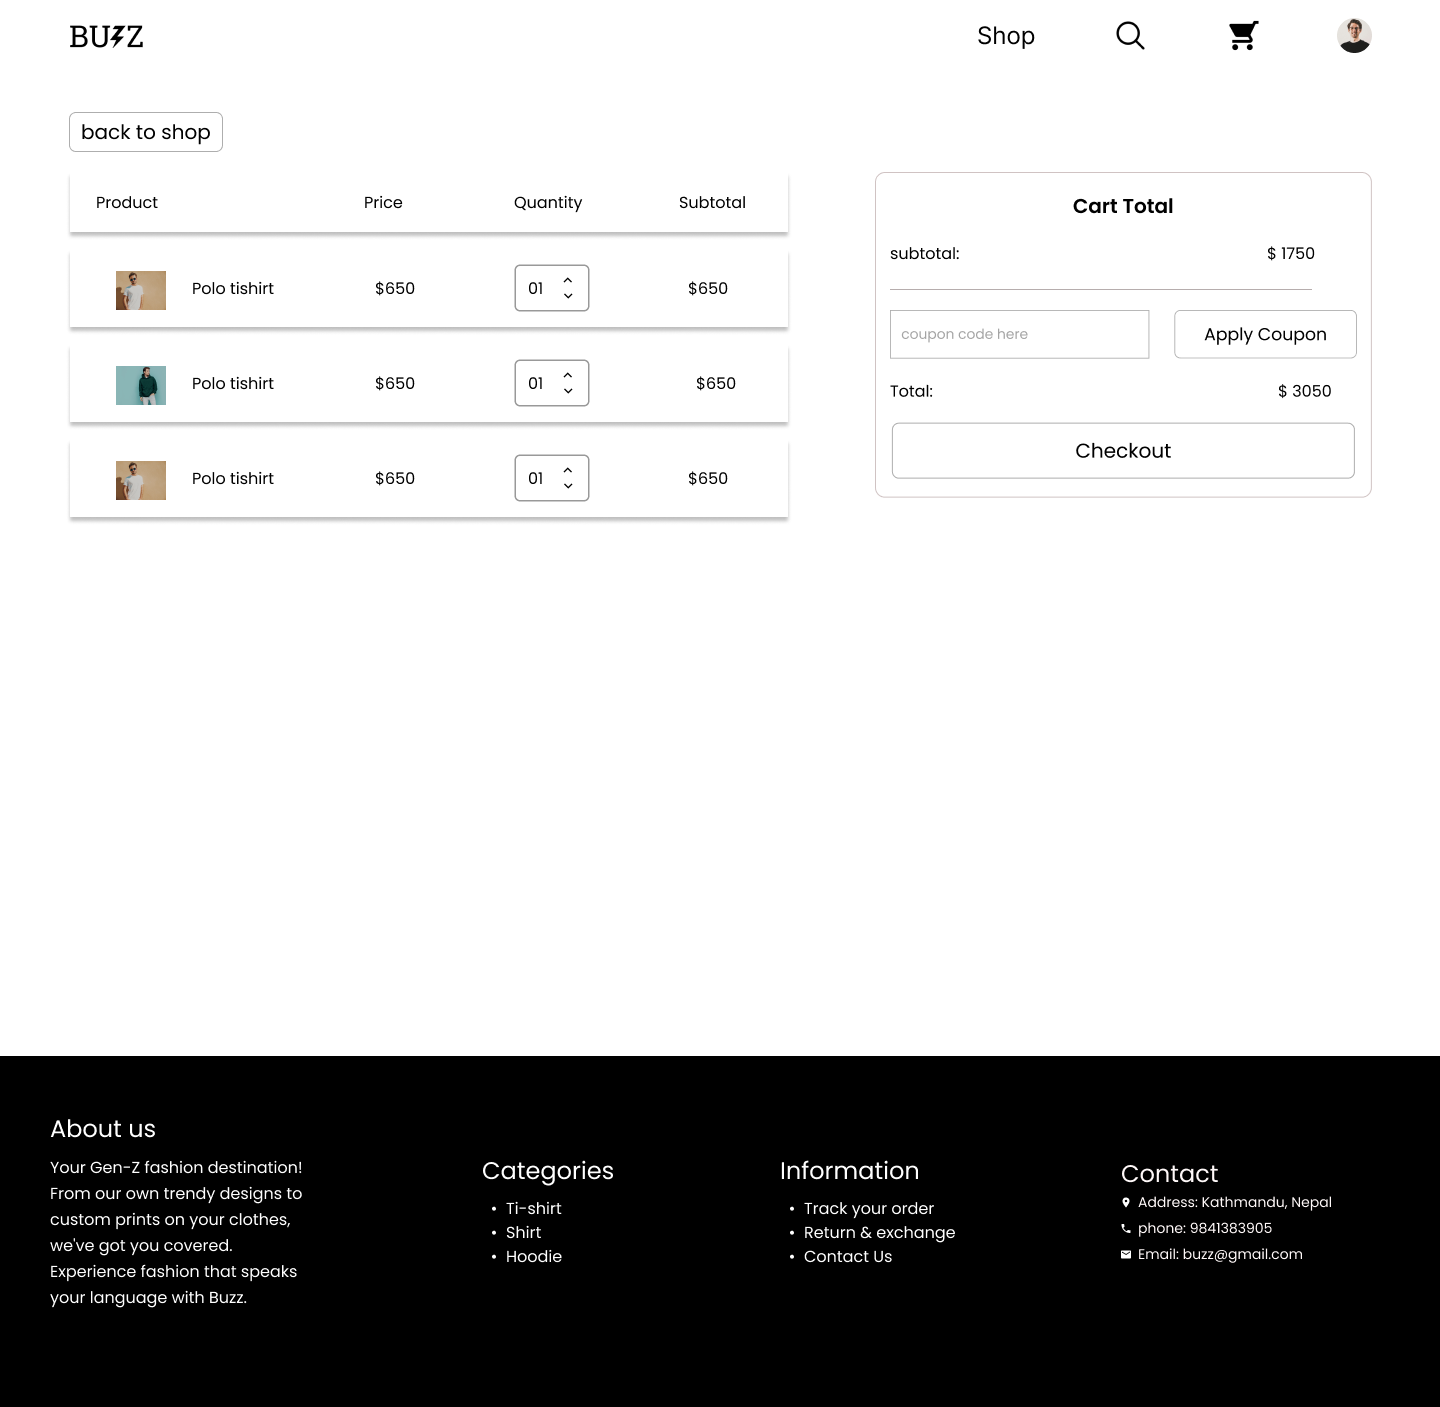 BUZZ
Shop
back to shop
Product Price Quantity Subtotal
Polo tishirt $650 01 $650
Polo tishirt $650 01 $650
Polo tishirt $650 01 $650
Cart Total
subtotal: $ 1750
coupon code here Apply Coupon
Total: $ 3050
Checkout
About us
Your Gen-Z fashion destination!
From our own trendy designs to
custom prints on your clothes,
we've got you covered.
Experience fashion that speaks
your language with Buzz.
Categories
• Ti-shirt
• Shirt
• Hoodie
Information
• Track your order
• Return & exchange
• Contact Us
Contact
Address: Kathmandu, Nepal
phone: 9841383905
Email: buzz@gmail.com